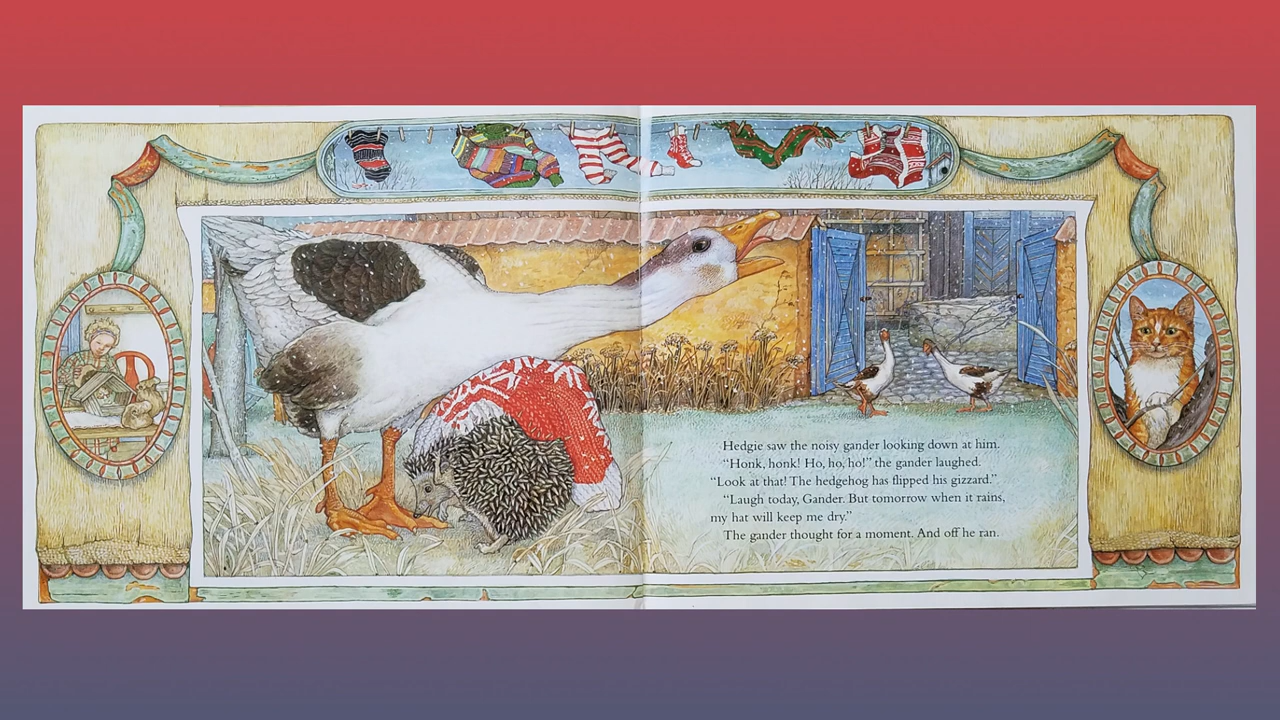 Hedgie saw the noisy gander looking down at him.
“Honk, honk! Ho, ho, ho!” the gander laughed.
“Look at that! The hedgehog has flipped his gizzard.”
“Laugh today, Gander. But tomorrow when it rains,
my hat will keep me dry.”
The gander thought for a moment. And off he ran.